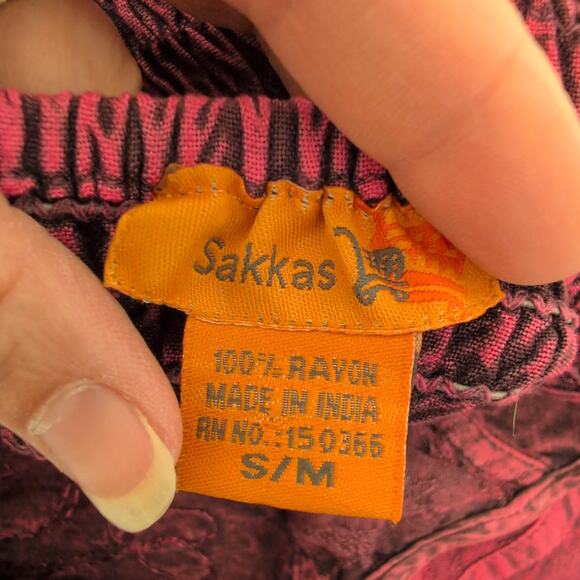 Sakkas
100% RAYON
MADE IN INDIA
RN NO.: 150366
S/M